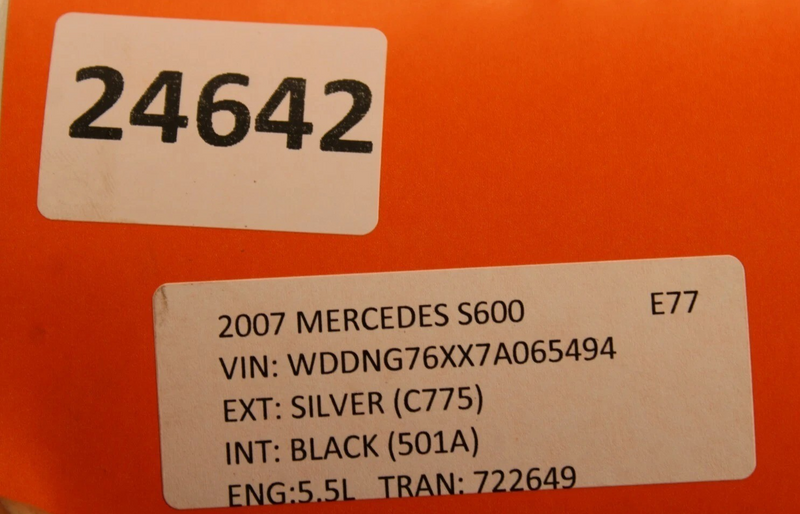 24642
2007 MERCEDES S600 E77
VIN: WDDNG76XX7A065494
EXT: SILVER (C775)
INT: BLACK (501A)
ENG:5.5L TRAN: 722649